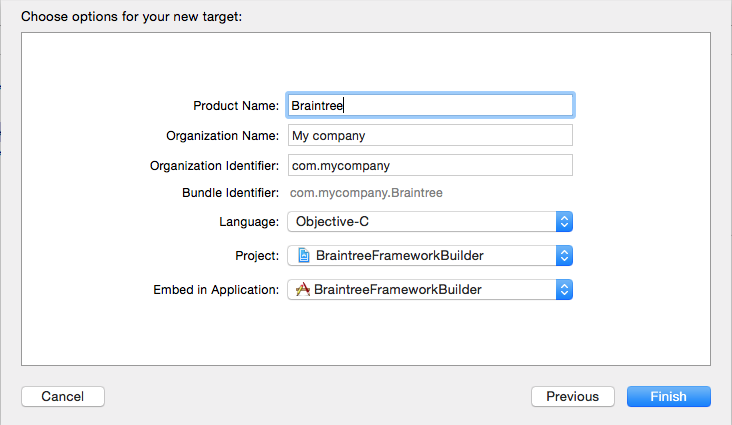 Choose options for your new target:
Product Name: Braintree
Organization Name: My company
Organization Identifier: com.mycompany
Bundle Identifier: com.mycompany.Braintree
Language: Objective-C
Project: BraintreeFrameworkBuilder
Embed in Application: BraintreeFrameworkBuilder
Cancel Previous Finish